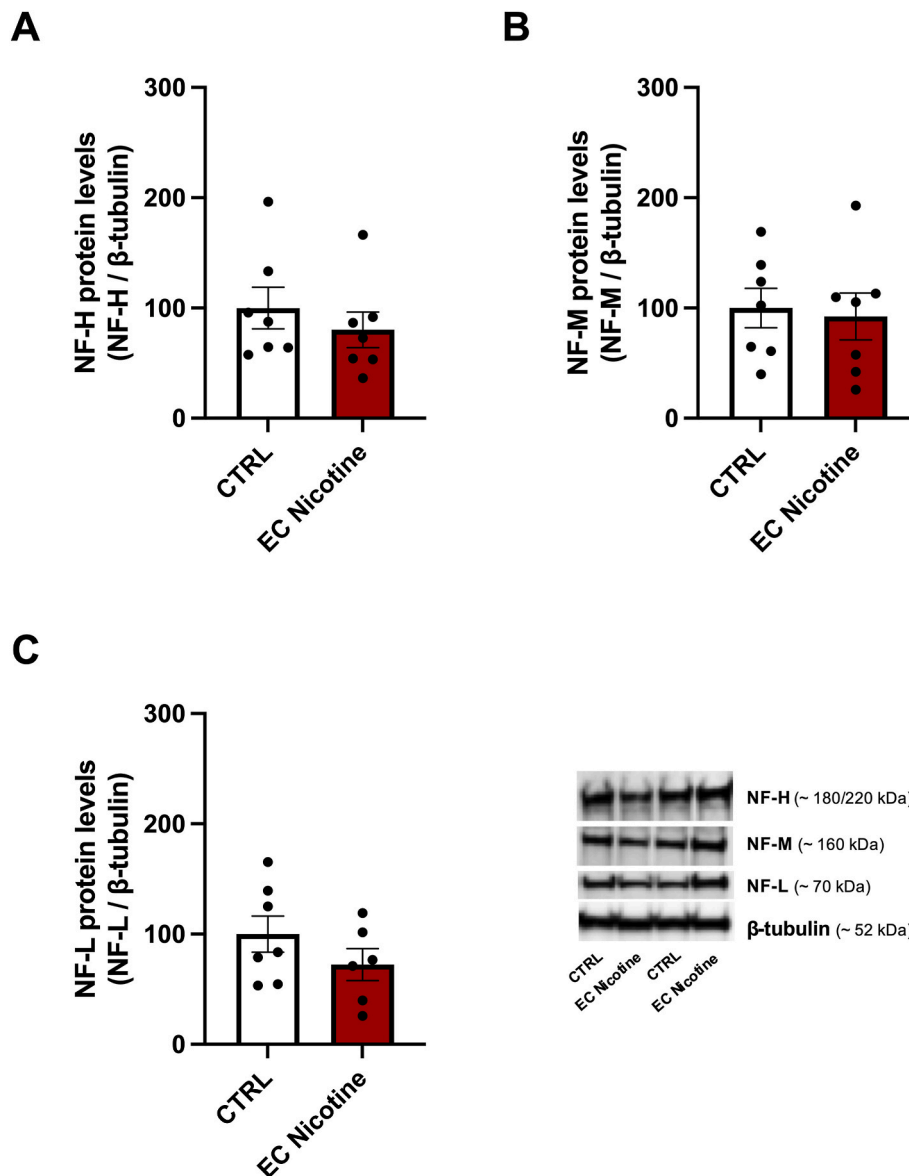 A
NF-H protein levels
(NF-H / β-tubulin)
300
200
100
0
CTRL
EC Nicotine
B
NF-M protein levels
(NF-M / β-tubulin)
300
200
100
0
CTRL
EC Nicotine
C
NF-L protein levels
(NF-L / β-tubulin)
300
200
100
0
CTRL
EC Nicotine
NF-H (~ 180/220 kDa)
NF-M (~ 160 kDa)
NF-L (~ 70 kDa)
β-tubulin (~ 52 kDa)
CTRL
EC Nicotine
CTRL
EC Nicotine